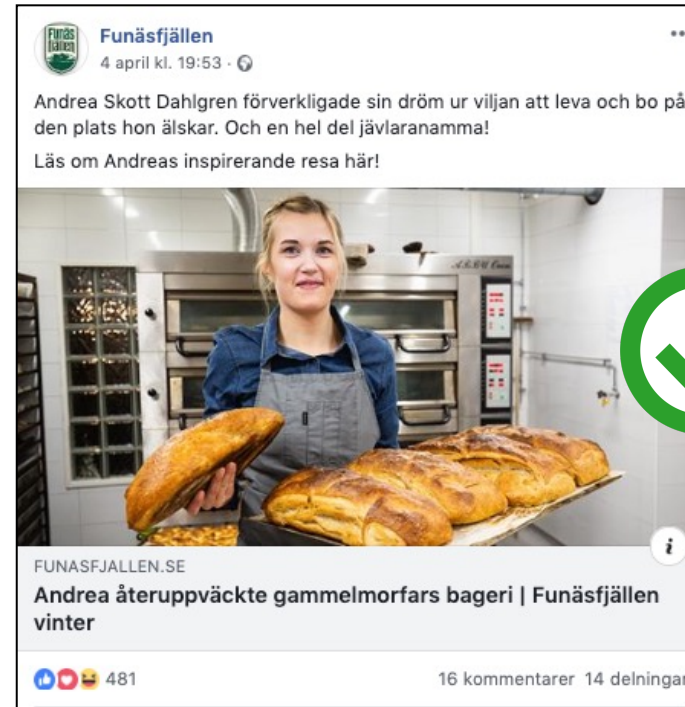 Funäs
fjällen
Funäsfjällen
4 april kl. 19:53 ·
Andrea Skott Dahlgren förverkligade sin dröm ur viljan att leva och bo på
den plats hon älskar. Och en hel del jävlaranamma!
Läs om Andreas inspirerande resa här!
FUNASFJALLEN.SE
Andrea återuppväckte gammelmorfars bageri | Funäsfjällen
vinter
481
16 kommentarer 14 delningar